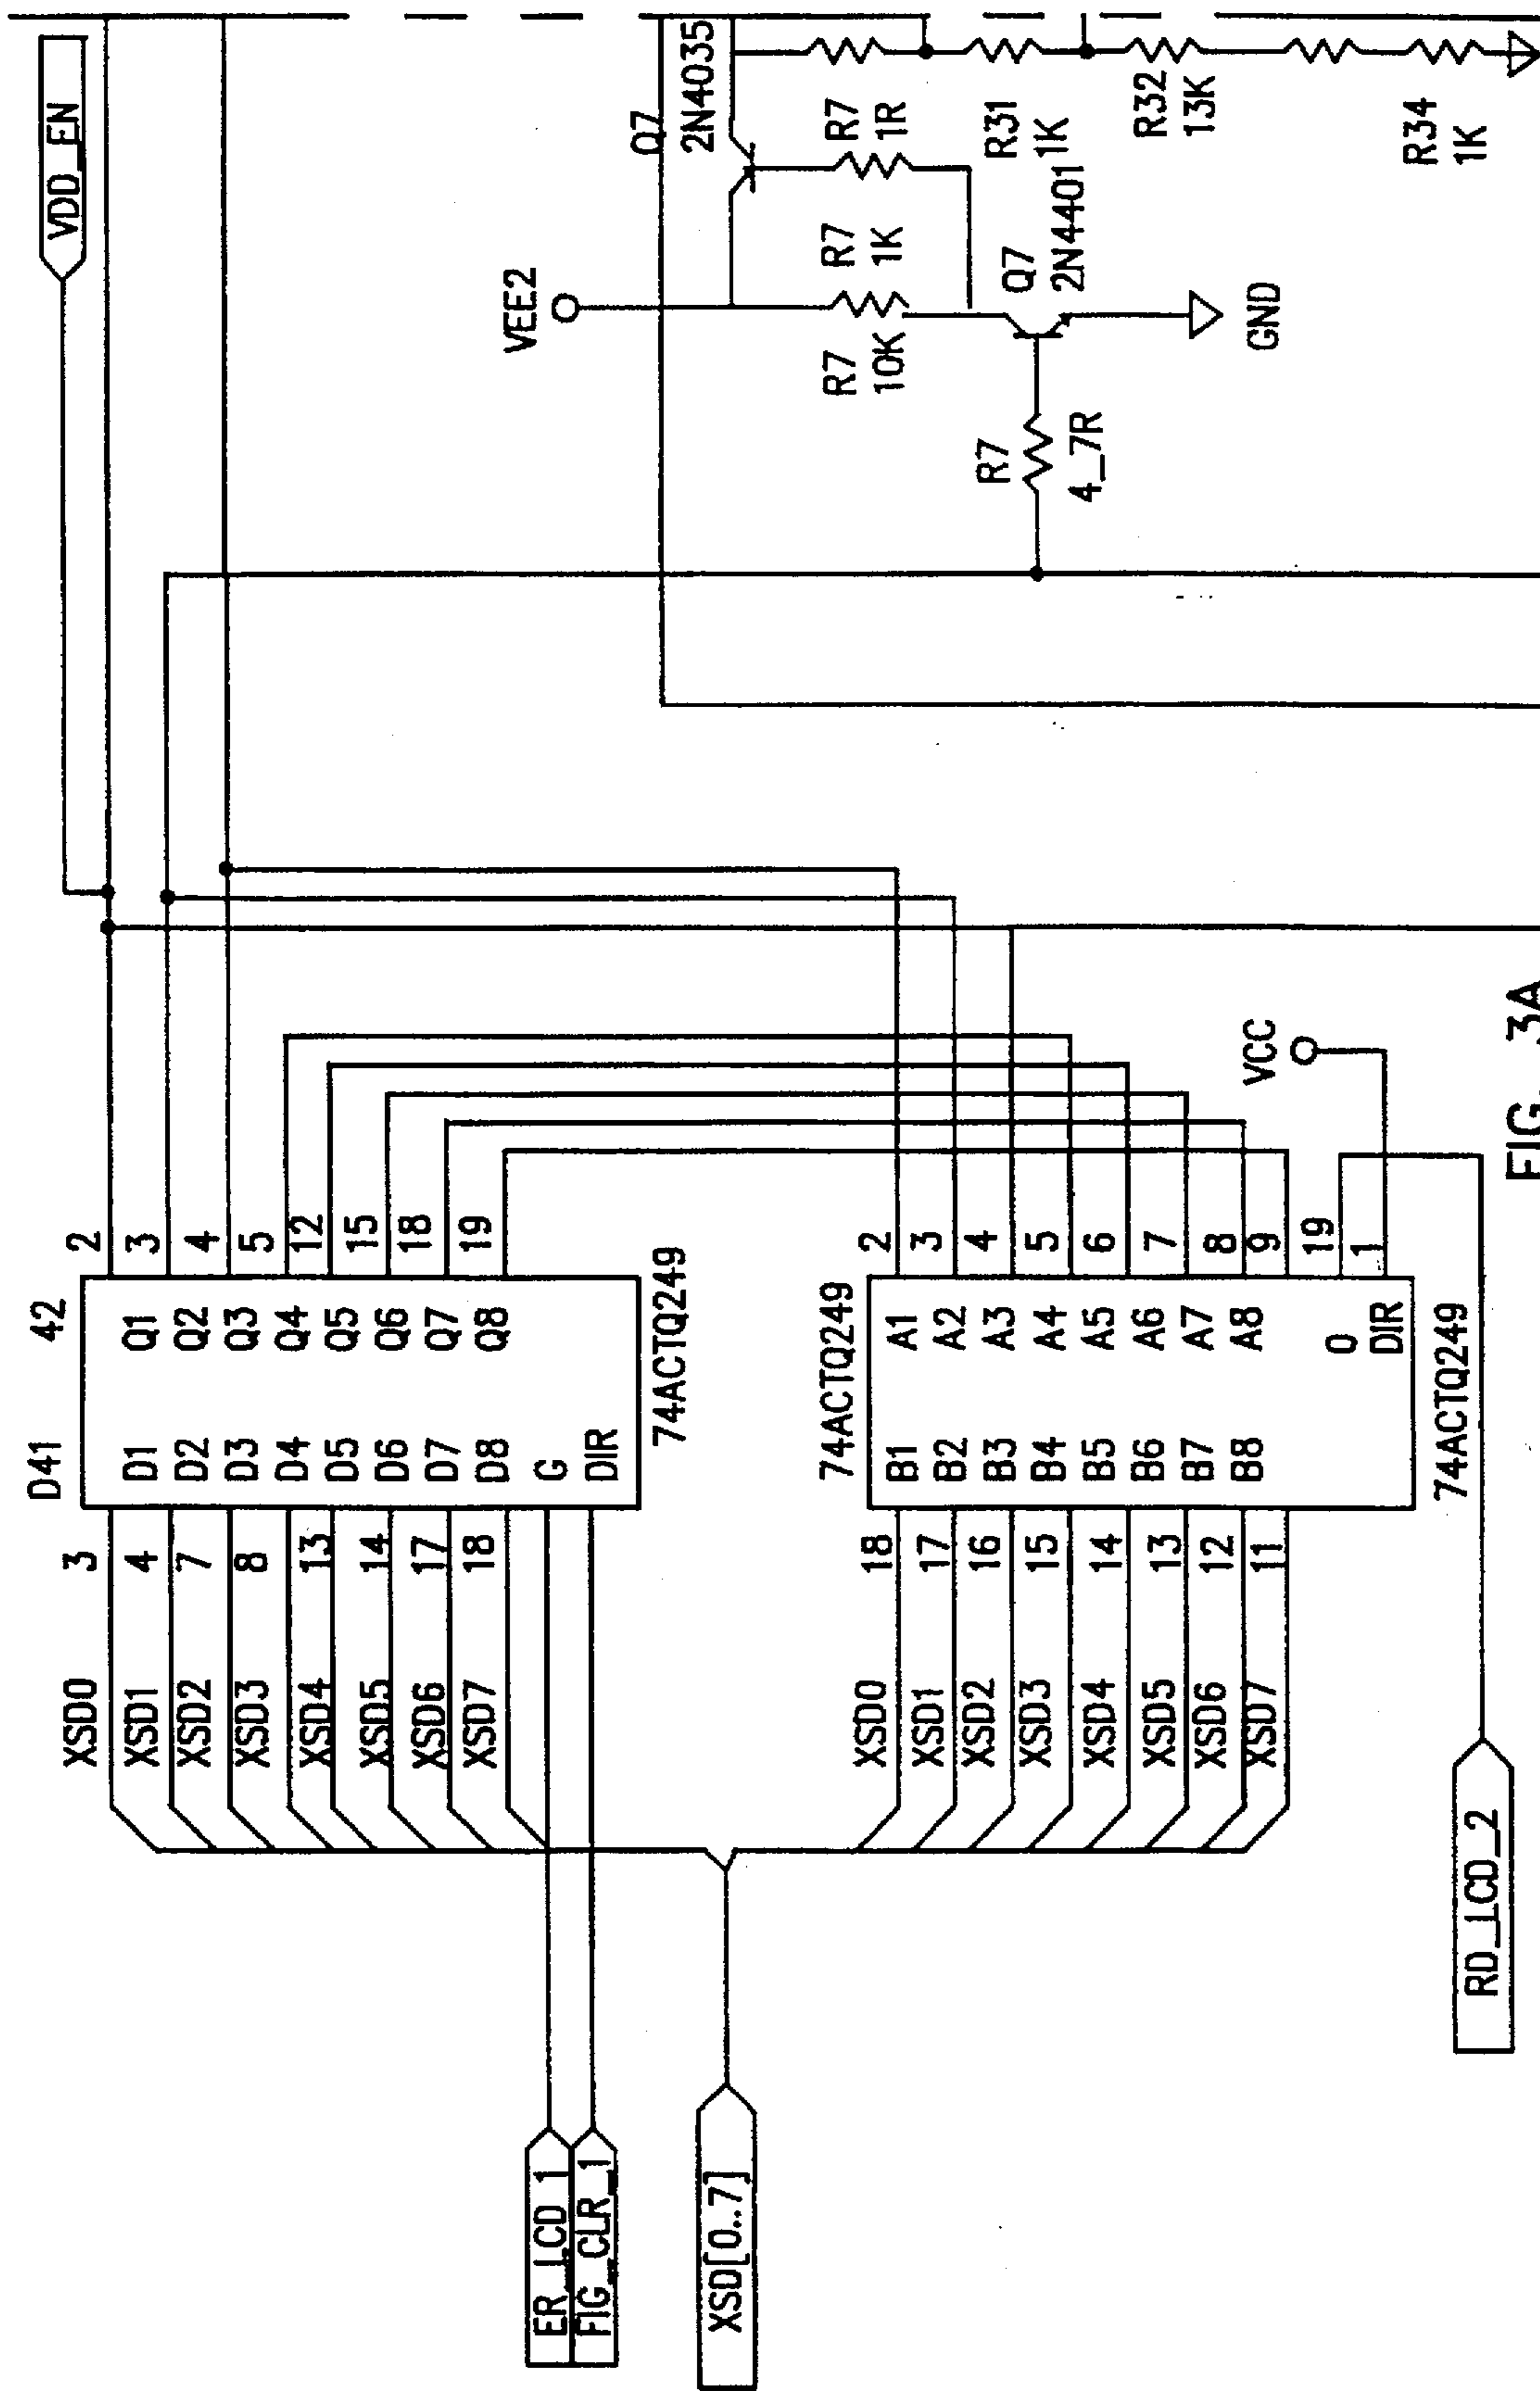 VDD_EN
D41
42
XSD0
3
D1
Q1
2
XSD1
4
D2
Q2
3
XSD2
7
D3
Q3
4
XSD3
8
D4
Q4
5
XSD4
13
D5
Q5
12
XSD5
14
D6
Q6
15
XSD6
17
D7
Q7
18
XSD7
18
D8
Q8
19
G
DIR
74ACTQ249
ER_LCD_1
FIG_CLR_1
XSD[0..7]
74ACTQ249
XSD0
18
B1
A1
2
XSD1
17
B2
A2
3
XSD2
16
B3
A3
4
XSD3
15
B4
A4
5
XSD4
14
B5
A5
6
XSD5
13
B6
A6
7
XSD6
12
B7
A7
8
XSD7
11
B8
A8
9
O
19
DIR
1
74ACTQ249
RD_LCD_2
VCC
VEE2
Q7
2N4035
R7
10K
R7
1K
R7
1R
R7
4_7R
Q7
2N4401
GND
R31
1K
R32
13K
R34
1K
FIG. 3A